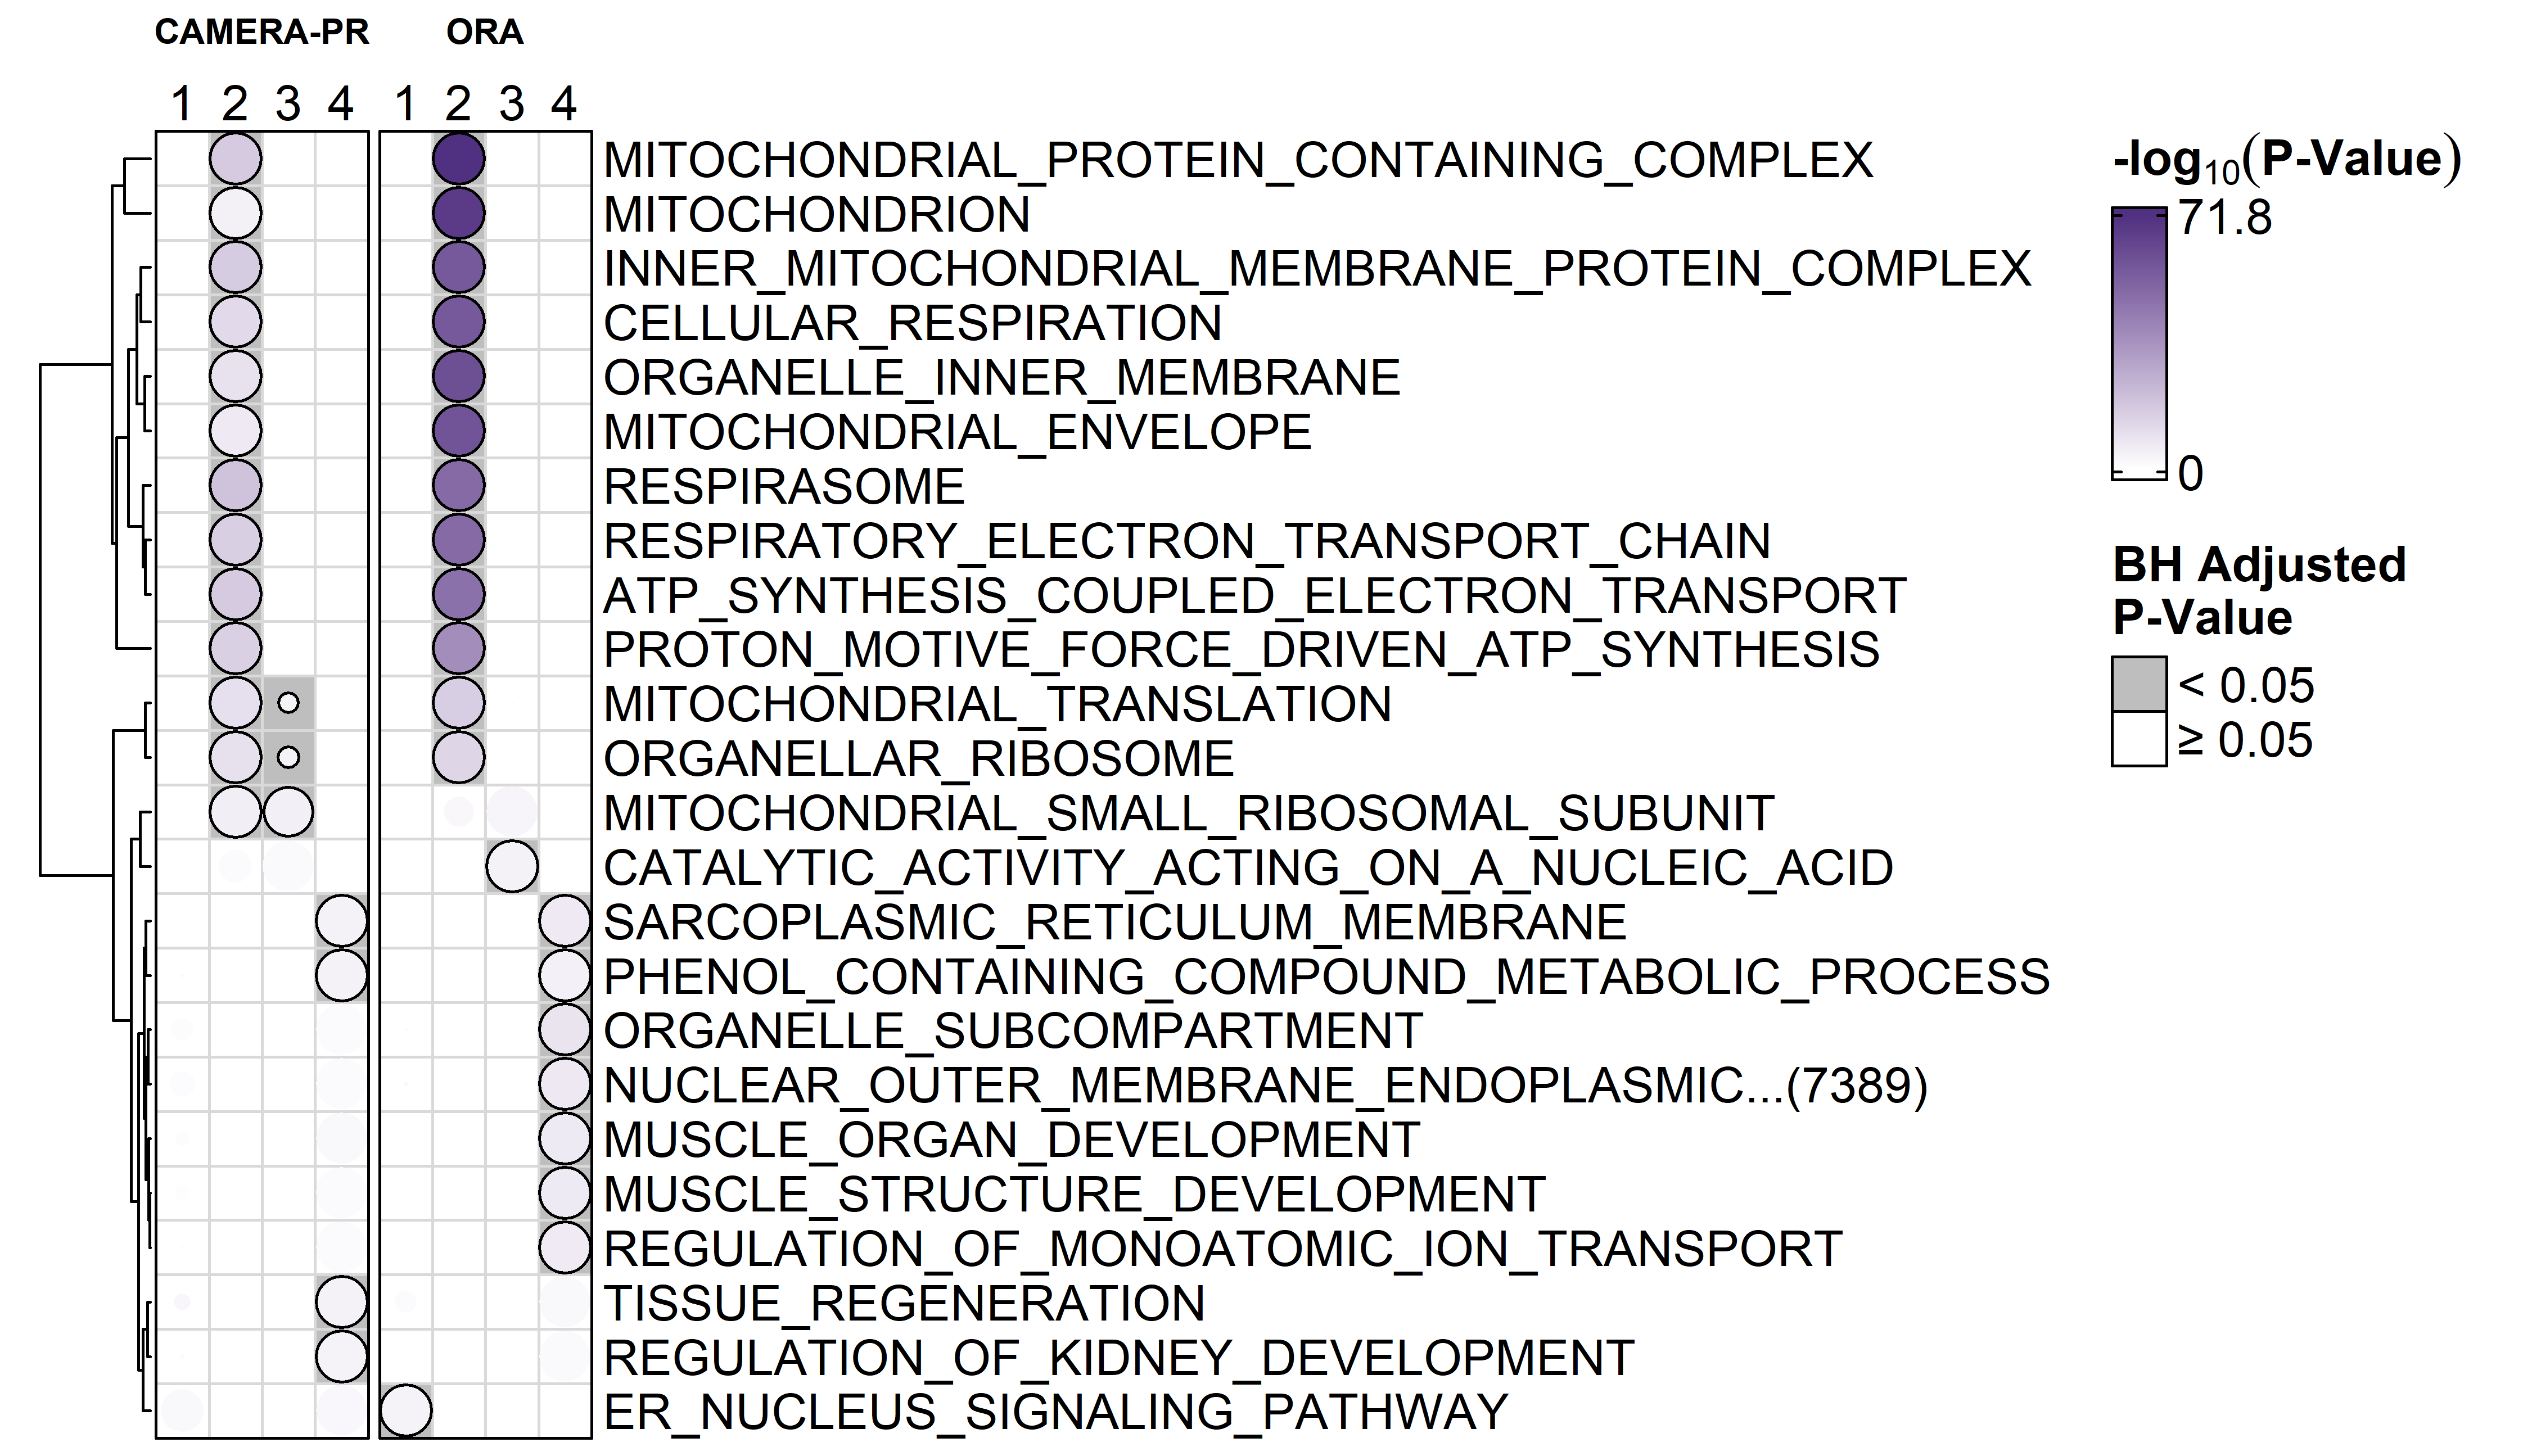 CAMERA-PR ORA
1 2 3 4 1 2 3 4
MITOCHONDRIAL_PROTEIN_CONTAINING_COMPLEX
MITOCHONDRION
INNER_MITOCHONDRIAL_MEMBRANE_PROTEIN_COMPLEX
CELLULAR_RESPIRATION
ORGANELLE_INNER_MEMBRANE
MITOCHONDRIAL_ENVELOPE
RESPIRASOME
RESPIRATORY_ELECTRON_TRANSPORT_CHAIN
ATP_SYNTHESIS_COUPLED_ELECTRON_TRANSPORT
PROTON_MOTIVE_FORCE_DRIVEN_ATP_SYNTHESIS
MITOCHONDRIAL_TRANSLATION
ORGANELLAR_RIBOSOME
MITOCHONDRIAL_SMALL_RIBOSOMAL_SUBUNIT
CATALYTIC_ACTIVITY_ACTING_ON_A_NUCLEIC_ACID
SARCOPLASMIC_RETICULUM_MEMBRANE
PHENOL_CONTAINING_COMPOUND_METABOLIC_PROCESS
ORGANELLE_SUBCOMPARTMENT
NUCLEAR_OUTER_MEMBRANE_ENDOPLASMIC...(7389)
MUSCLE_ORGAN_DEVELOPMENT
MUSCLE_STRUCTURE_DEVELOPMENT
REGULATION_OF_MONOATOMIC_ION_TRANSPORT
TISSUE_REGENERATION
REGULATION_OF_KIDNEY_DEVELOPMENT
ER_NUCLEUS_SIGNALING_PATHWAY
-log10(P-Value)
71.8
0
BH Adjusted
P-Value
< 0.05
≥ 0.05